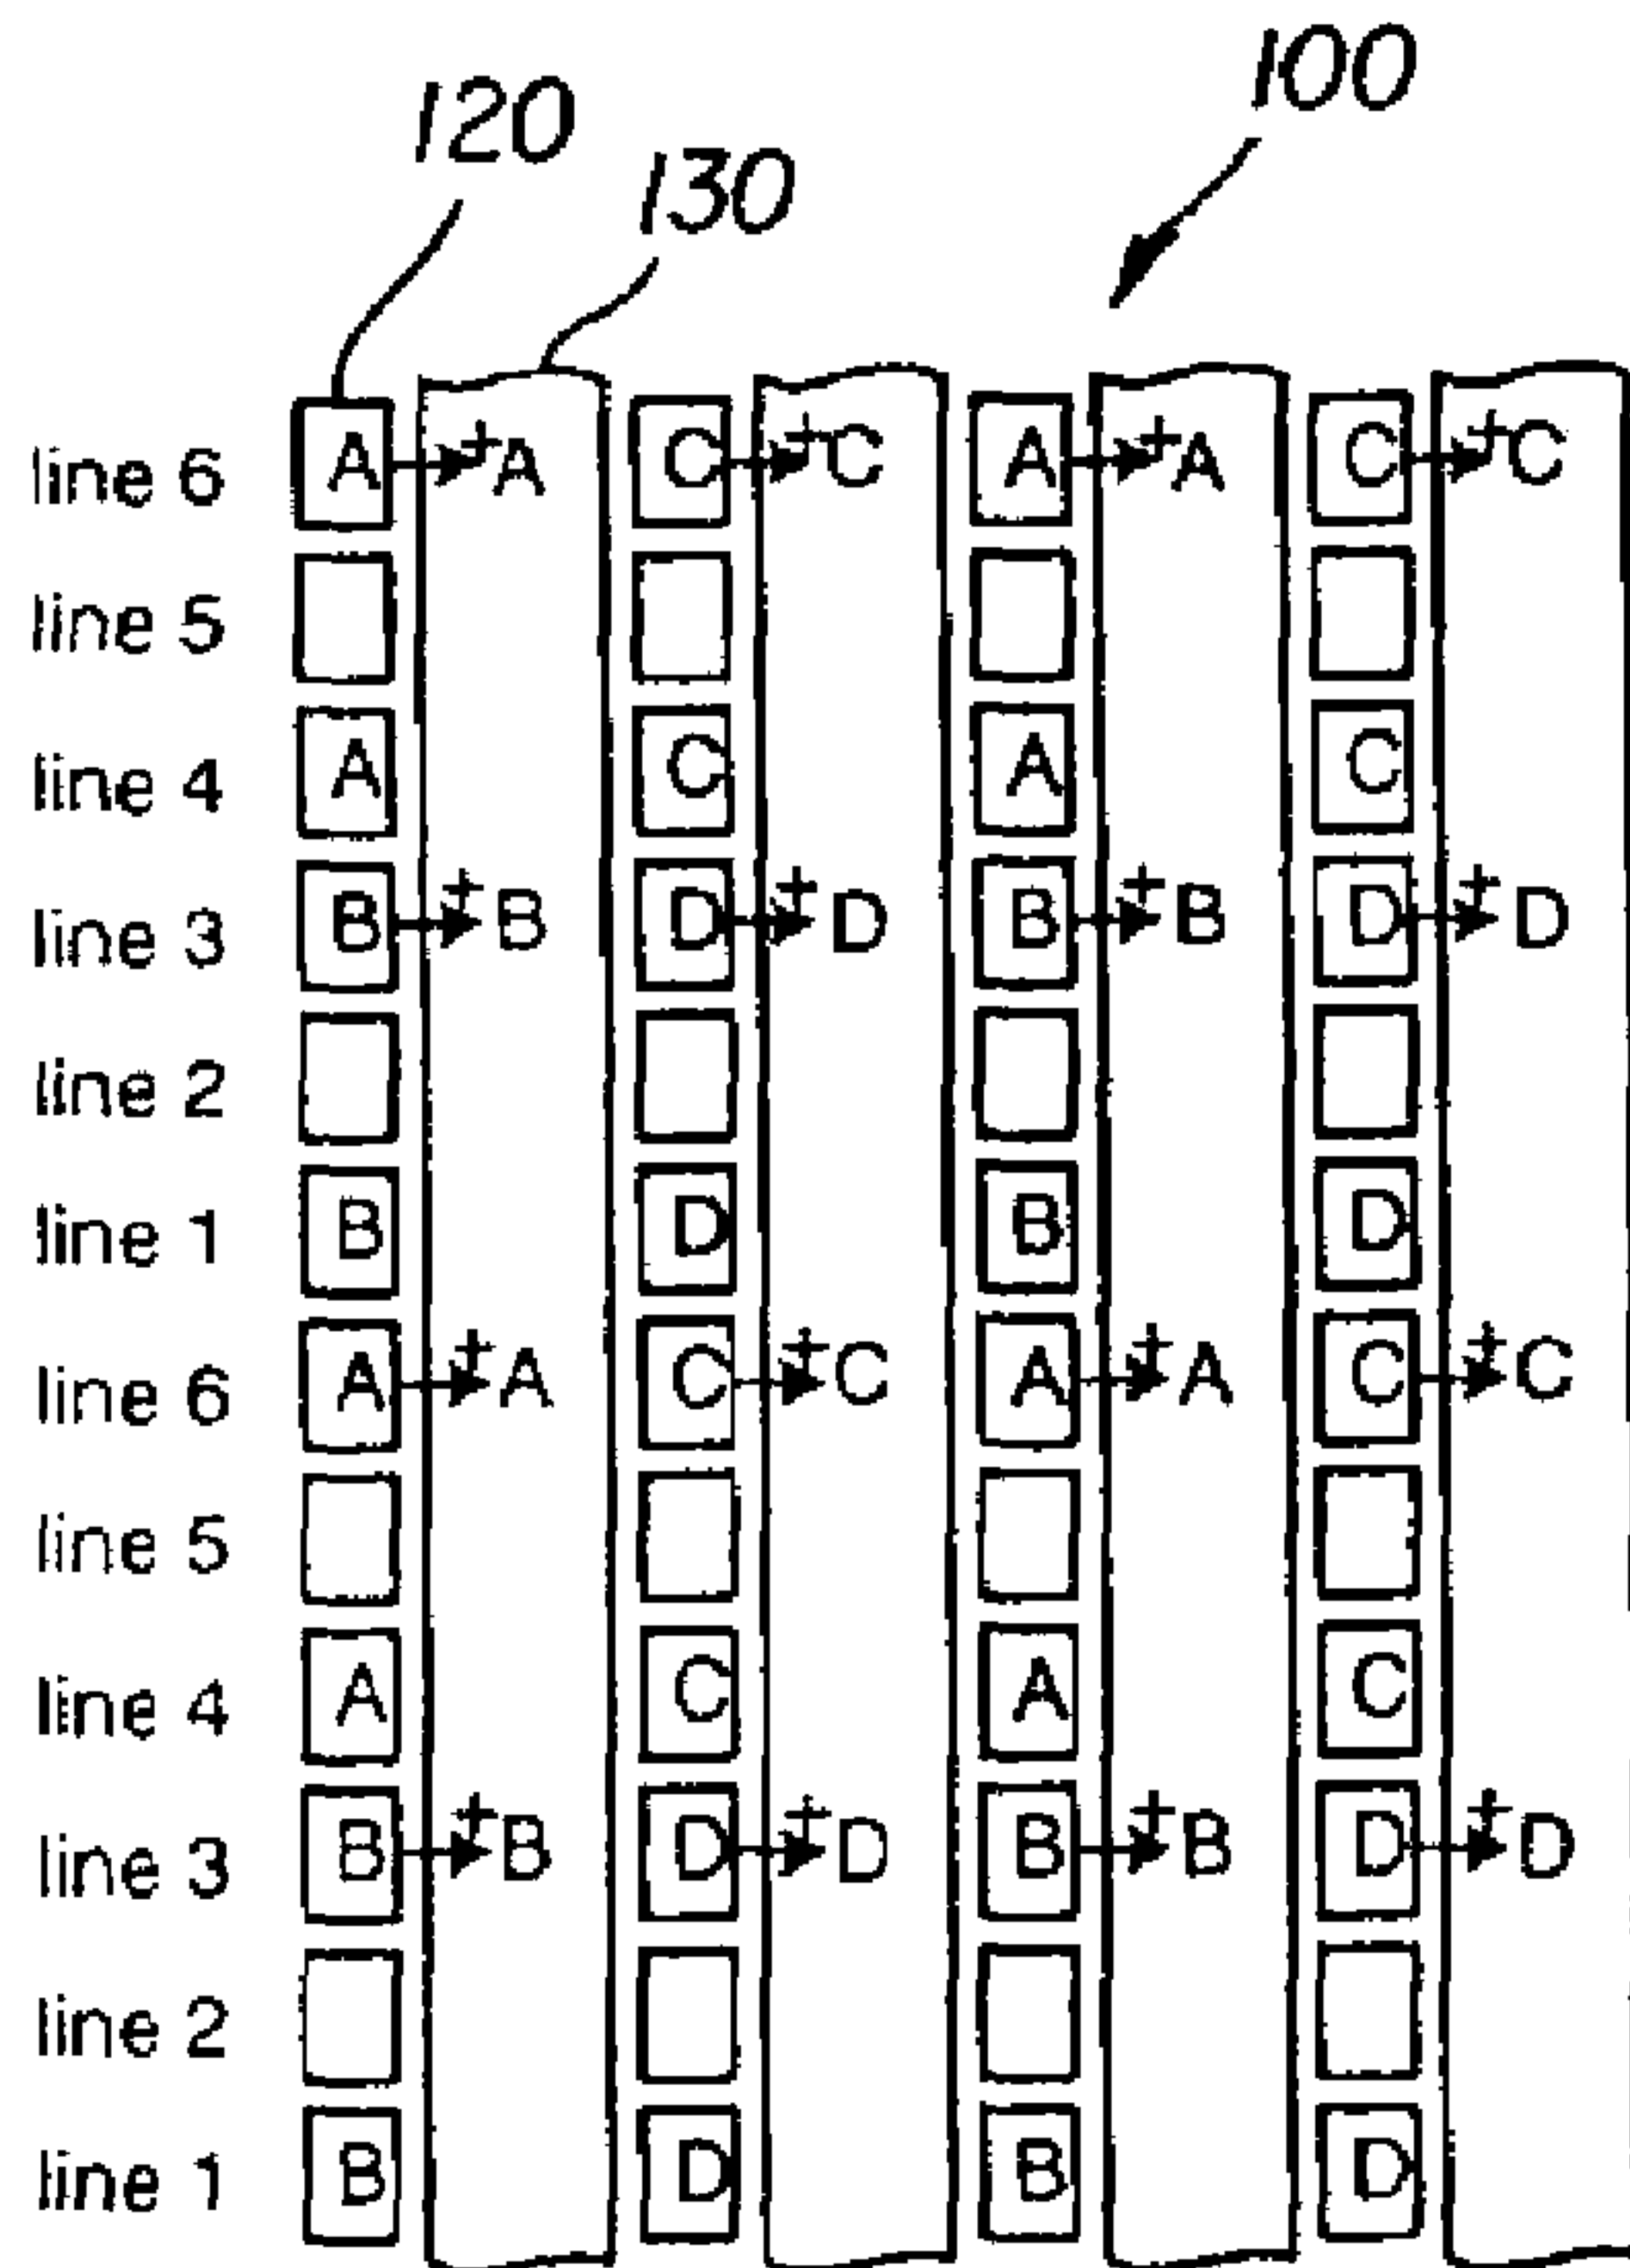 100
120
130
line 6 A +A C +C A +A C +C
line 5
line 4 A C A C
line 3 B +B D +D B +B D +D
line 2
line 1 B D B D
line 6 A +A C +C A +A C +C
line 5
line 4 A C A C
line 3 B +B D +D B +B D +D
line 2
line 1 B D B D